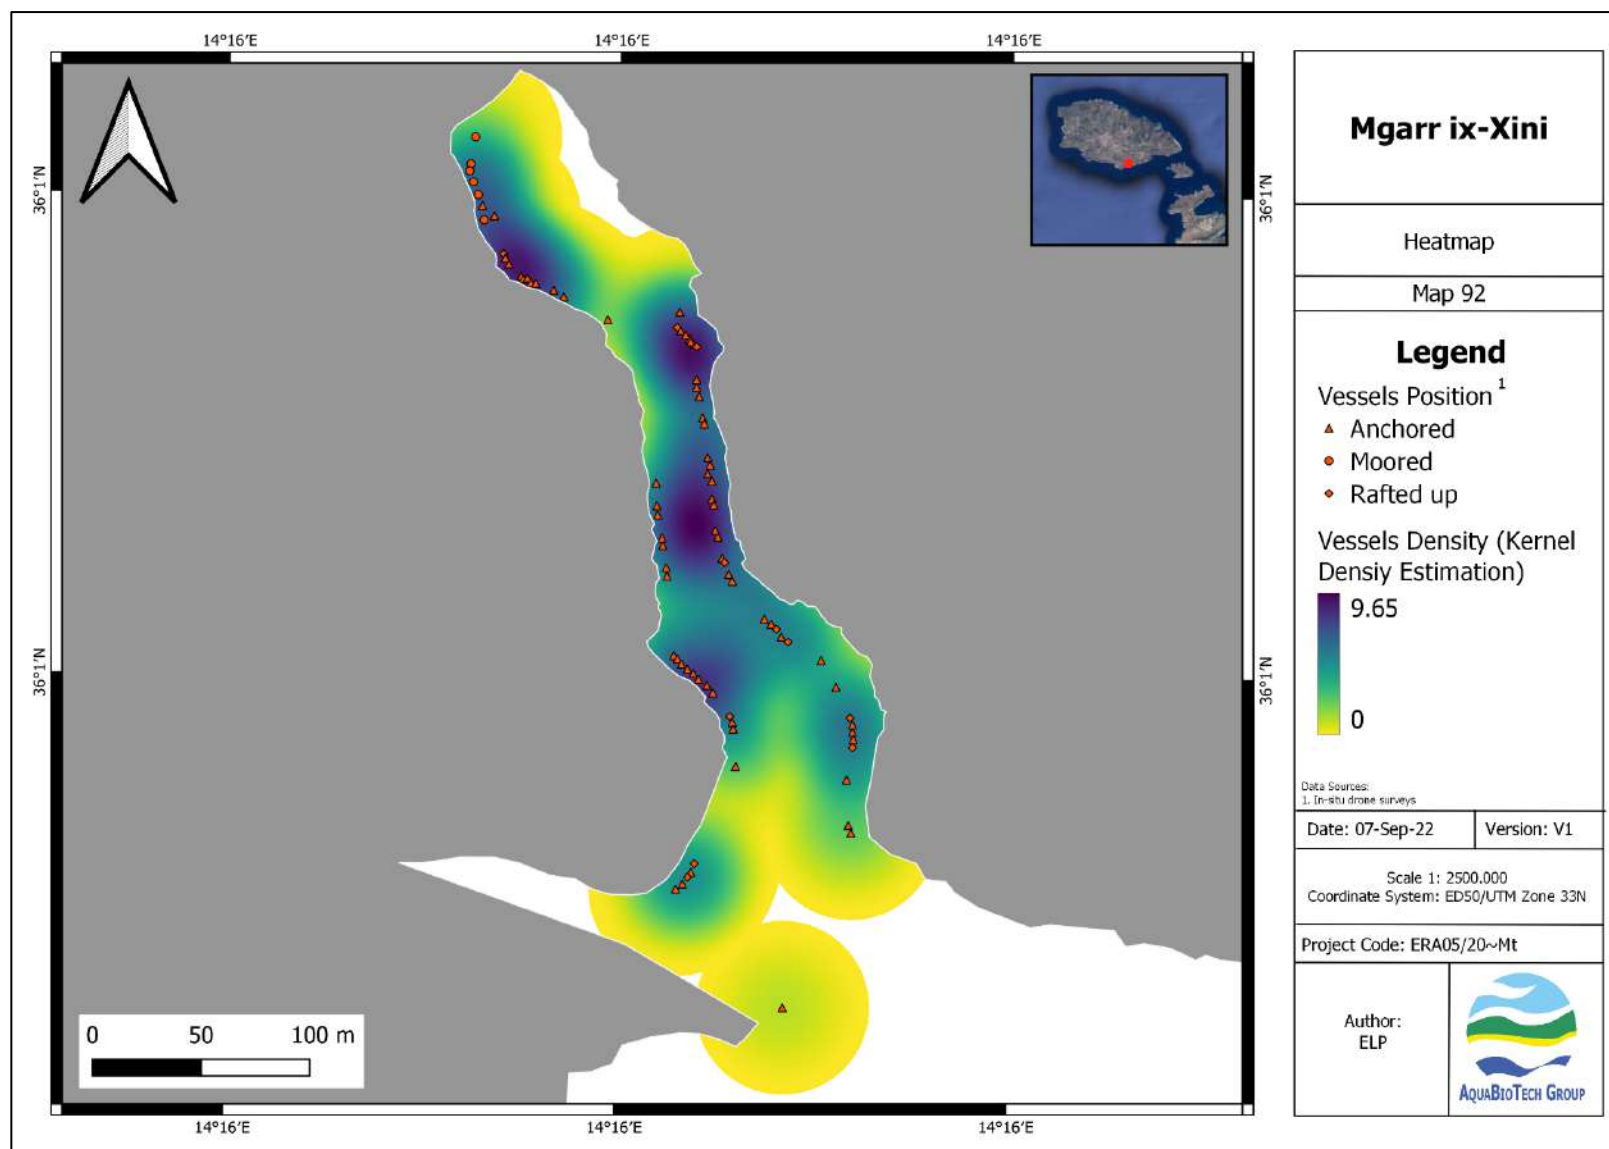 14°16'E 14°16'E 14°16'E
36°1'N
36°1'N
36°1'N
36°1'N
0 50 100 m
14°16'E 14°16'E 14°16'E
Mgarr ix-Xini
Heatmap
Map 92
Legend
Vessels Position 1
Anchored
Moored
Rafted up
Vessels Density (Kernel
Densiy Estimation)
9.65
0
Data Sources:
1. In-situ drone surveys
Date: 07-Sep-22 Version: V1
Scale 1: 2500.000
Coordinate System: ED50/UTM Zone 33N
Project Code: ERA05/20~Mt
Author:
ELP
AQUABIOTECH GROUP